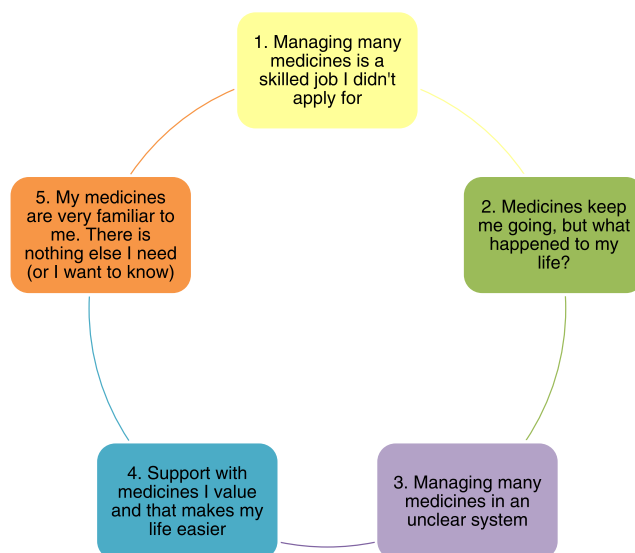 1. Managing many
medicines is a
skilled job I didn't
apply for
2. Medicines keep
me going, but what
happened to my
life?
3. Managing many
medicines in an
unclear system
4. Support with
medicines I value
and that makes my
life easier
5. My medicines
are very familiar to
me. There is
nothing else I need
(or I want to know)